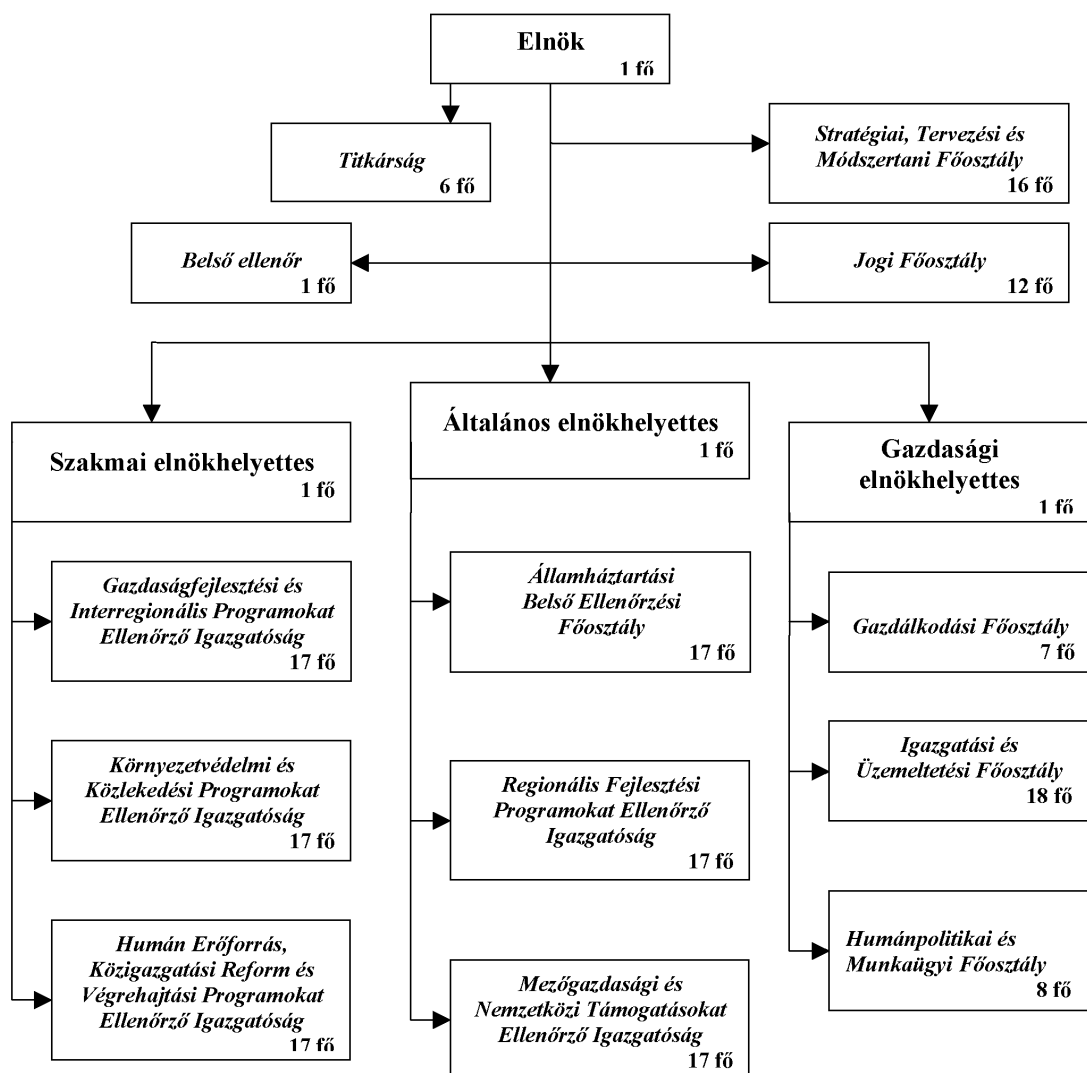 Elnök
1 fő
Titkárság
6 fő
Stratégiai, Tervezési és
Módszertani Főosztály
16 fő
Belső ellenőr
1 fő
Jogi Főosztály
12 fő
Szakmai elnökhelyettes
1 fő
Általános elnökhelyettes
1 fő
Gazdasági
elnökhelyettes
1 fő
Gazdaságfejlesztési és
Interregionális Programokat
Ellenőrző Igazgatóság
17 fő
Államháztartási
Belső Ellenőrzési
Főosztály
17 fő
Gazdálkodási Főosztály
7 fő
Környezetvédelmi és
Közlekedési Programokat
Ellenőrző Igazgatóság
17 fő
Regionális Fejlesztési
Programokat Ellenőrző
Igazgatóság
17 fő
Igazgatási és
Üzemeltetési Főosztály
18 fő
Humán Erőforrás,
Közigazgatási Reform és
Végrehajtási Programokat
Ellenőrző Igazgatóság
17 fő
Mezőgazdasági és
Nemzetközi Támogatásokat
Ellenőrző Igazgatóság
17 fő
Humánpolitikai és
Munkaügyi Főosztály
8 fő